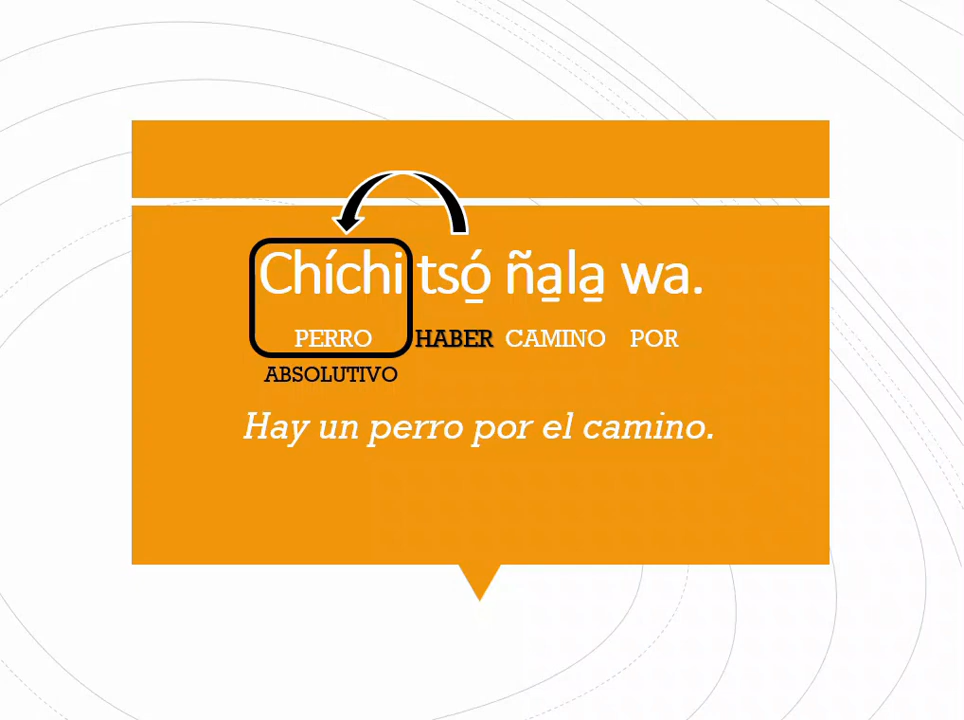 Chíchi tsó̱ ña̱la̱ wa.
PERRO HABER CAMINO POR
ABSOLUTIVO
Hay un perro por el camino.